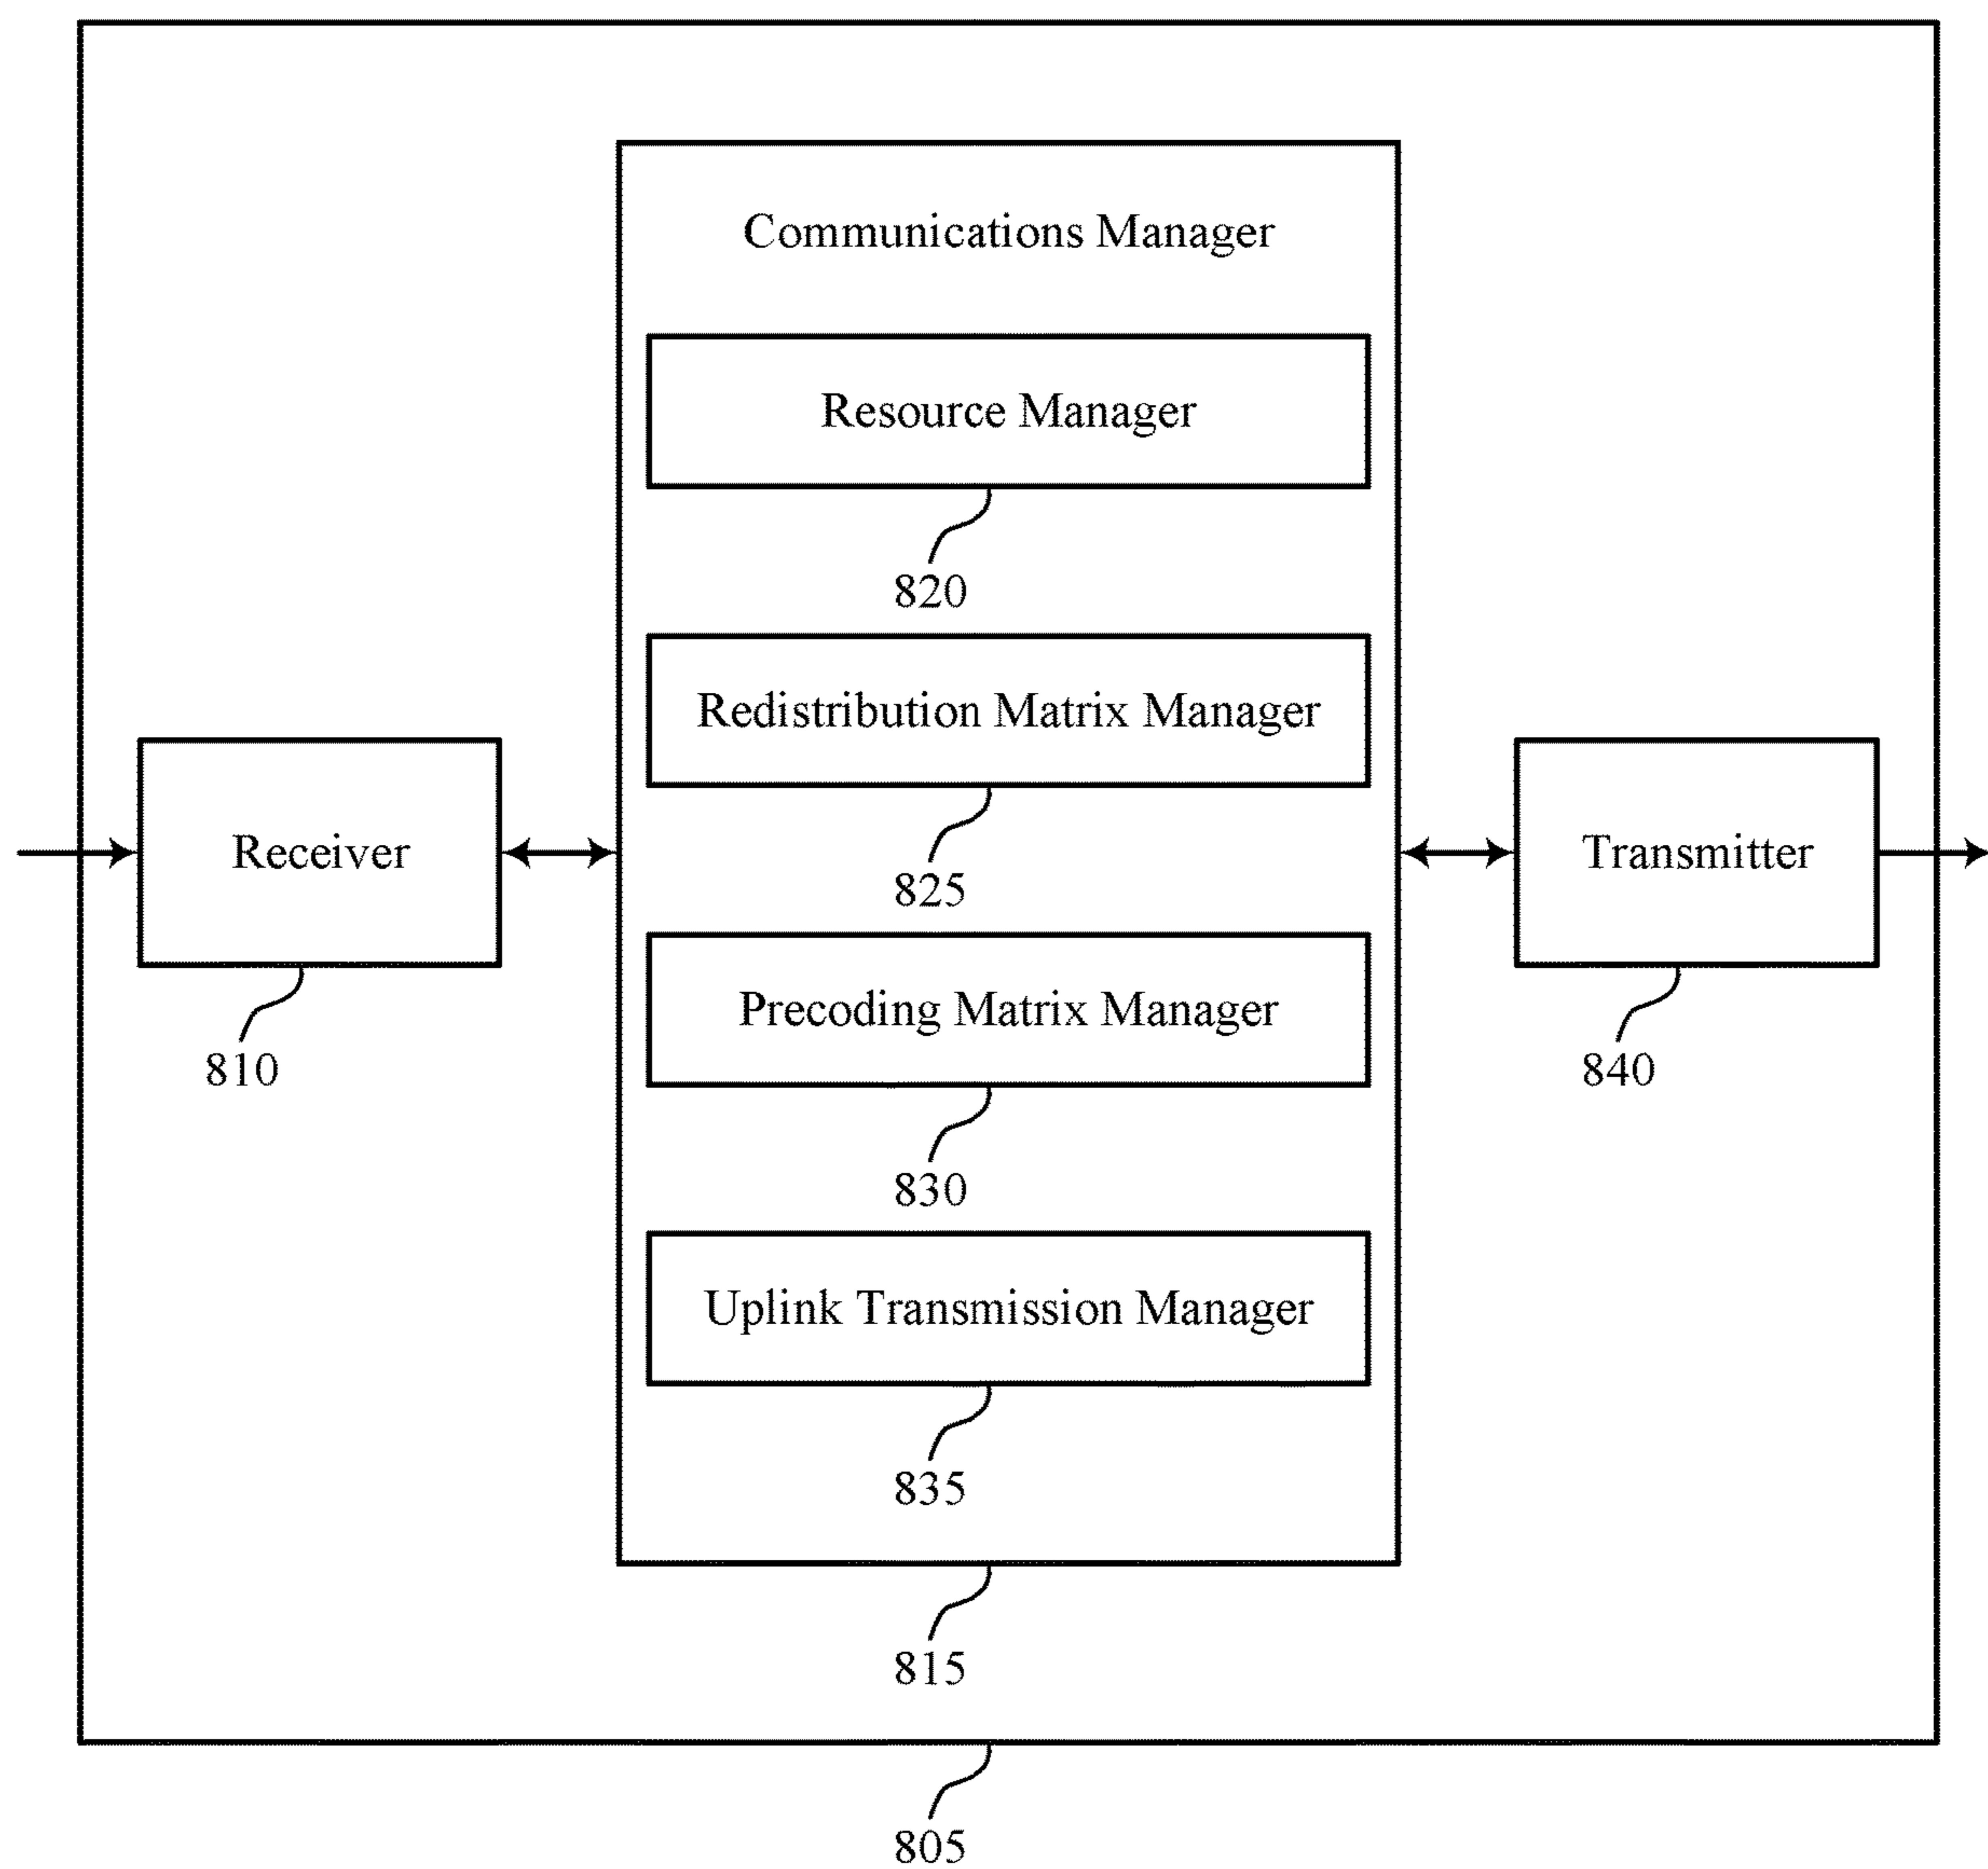 Communications Manager
Resource Manager
820
Redistribution Matrix Manager
825
Receiver
810
Precoding Matrix Manager
830
Uplink Transmission Manager
835
815
Transmitter
840
805